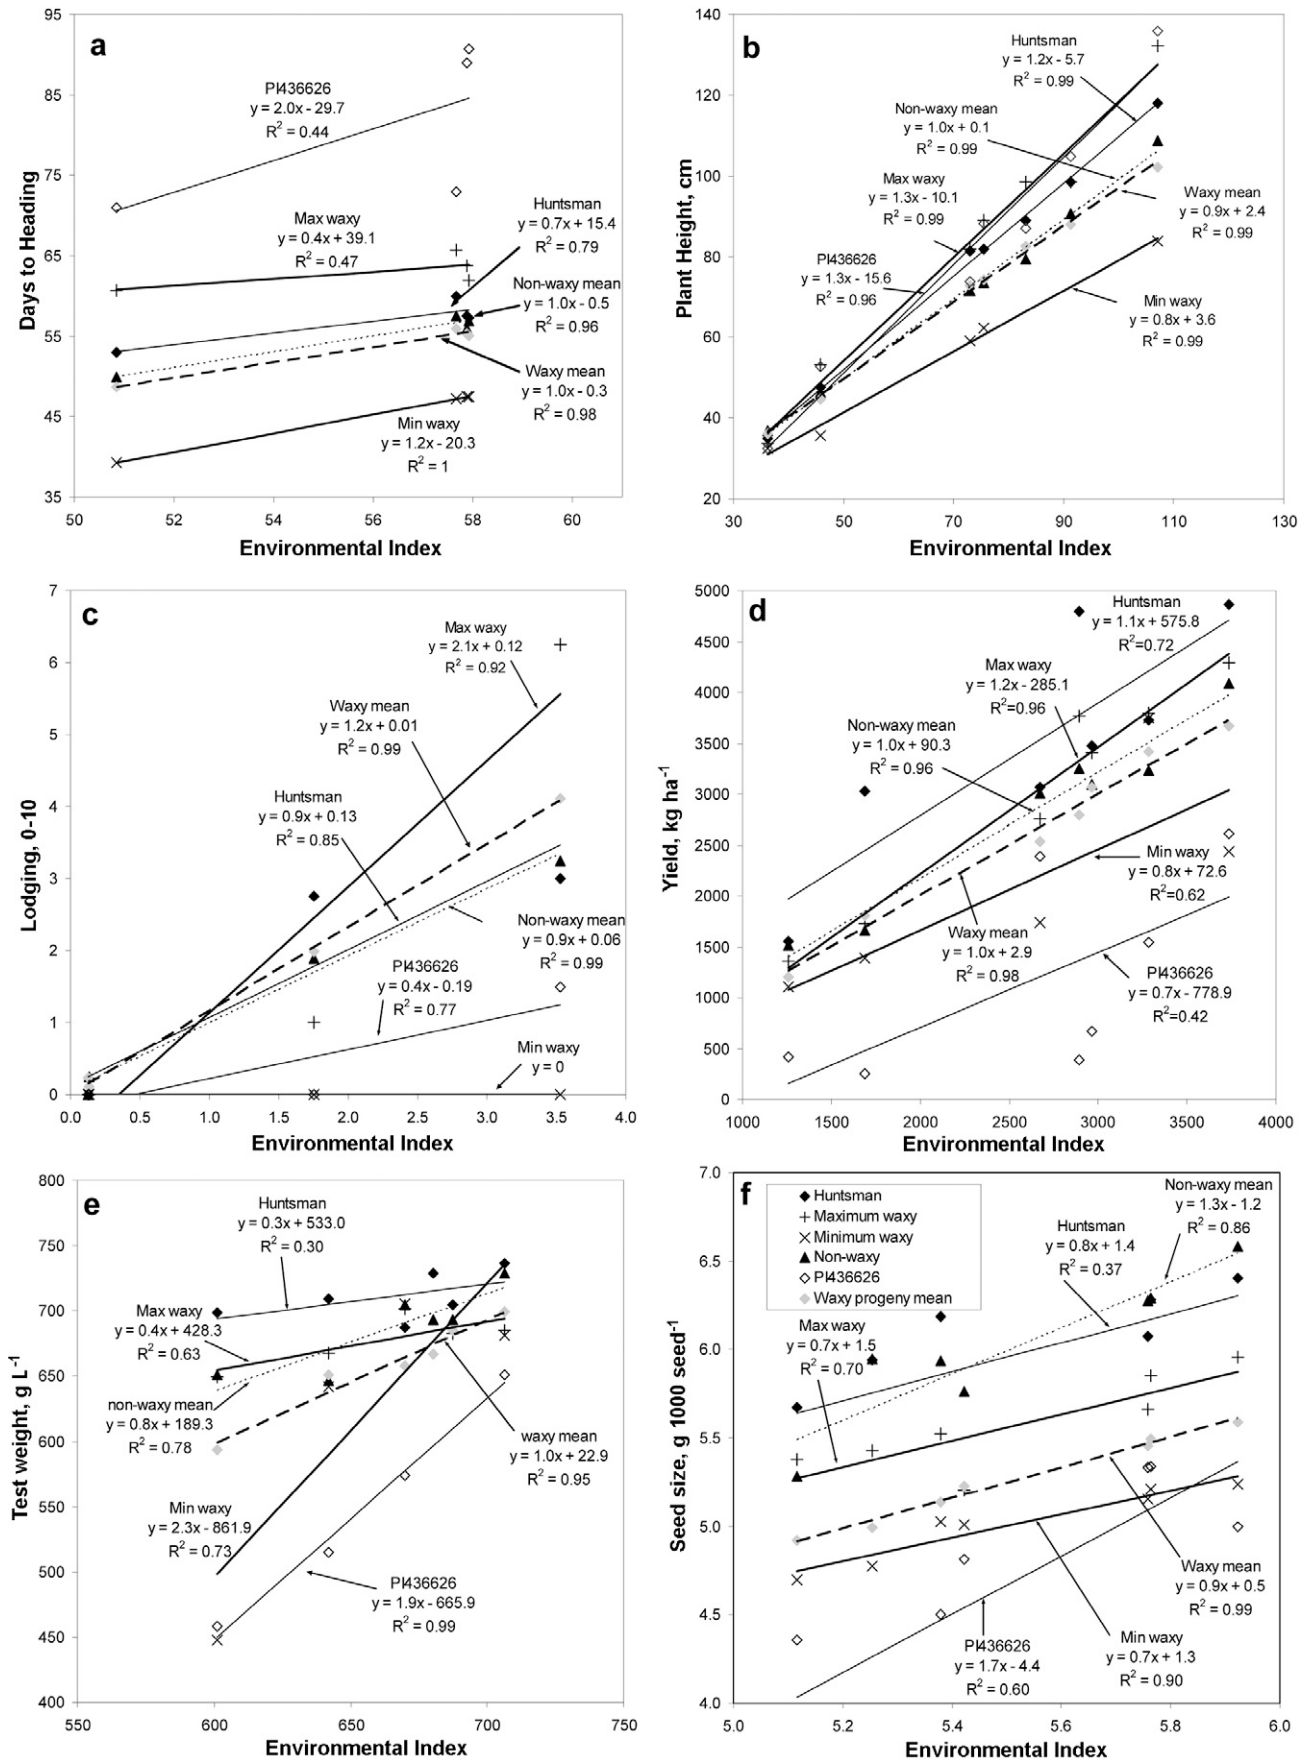 a
95
85
75
65
55
45
35
Days to Heading
50 52 54 56 58 60
Environmental Index
PI436626
y = 2.0x - 29.7
R² = 0.44
Max waxy
y = 0.4x + 39.1
R² = 0.47
Huntsman
y = 0.7x + 15.4
R² = 0.79
Non-waxy mean
y = 1.0x - 0.5
R² = 0.96
Waxy mean
y = 1.0x - 0.3
R² = 0.98
Min waxy
y = 1.2x - 20.3
R² = 1
b
140
120
100
80
60
40
20
Plant Height, cm
30 50 70 90 110 130
Environmental Index
Huntsman
y = 1.2x - 5.7
R² = 0.99
Non-waxy mean
y = 1.0x + 0.1
R² = 0.99
Max waxy
y = 1.3x - 10.1
R² = 0.99
Waxy mean
y = 0.9x + 2.4
R² = 0.99
PI436626
y = 1.3x - 15.6
R² = 0.96
Min waxy
y = 0.8x + 3.6
R² = 0.99
c
7
6
5
4
3
2
1
0
Lodging, 0-10
0.0 0.5 1.0 1.5 2.0 2.5 3.0 3.5 4.0
Environmental Index
Max waxy
y = 2.1x + 0.12
R² = 0.92
Waxy mean
y = 1.2x + 0.01
R² = 0.99
Huntsman
y = 0.9x + 0.13
R² = 0.85
Non-waxy mean
y = 0.9x + 0.06
R² = 0.99
PI436626
y = 0.4x - 0.19
R² = 0.77
Min waxy
y = 0
d
5000
4500
4000
3500
3000
2500
2000
1500
1000
500
0
Yield, kg ha⁻¹
1000 1500 2000 2500 3000 3500 4000
Environmental Index
Huntsman
y = 1.1x + 575.8
R²=0.72
Max waxy
y = 1.2x - 285.1
R²=0.96
Non-waxy mean
y = 1.0x + 90.3
R² = 0.96
Min waxy
y = 0.8x + 72.6
R²=0.62
Waxy mean
y = 1.0x + 2.9
R² = 0.98
PI436626
y = 0.7x - 778.9
R²=0.42
e
800
750
700
650
600
550
500
450
400
Test weight, g L⁻¹
550 600 650 700 750
Environmental Index
Huntsman
y = 0.3x + 533.0
R² = 0.30
Max waxy
y = 0.4x + 428.3
R² = 0.63
non-waxy mean
y = 0.8x + 189.3
R² = 0.78
waxy mean
y = 1.0x + 22.9
R² = 0.95
Min waxy
y = 2.3x - 861.9
R² = 0.73
PI436626
y = 1.9x - 665.9
R² = 0.99
f
7.0
6.5
6.0
5.5
5.0
4.5
4.0
Seed size, g 1000 seed⁻¹
5.0 5.2 5.4 5.6 5.8 6.0
Environmental Index
Huntsman
Maximum waxy
Minimum waxy
Non-waxy
PI436626
Waxy progeny mean
Non-waxy mean
y = 1.3x - 1.2
R² = 0.86
Huntsman
y = 0.8x + 1.4
R² = 0.37
Max waxy
y = 0.7x + 1.5
R² = 0.70
Waxy mean
y = 0.9x + 0.5
R² = 0.99
PI436626
y = 1.7x - 4.4
R² = 0.60
Min waxy
y = 0.7x + 1.3
R² = 0.90